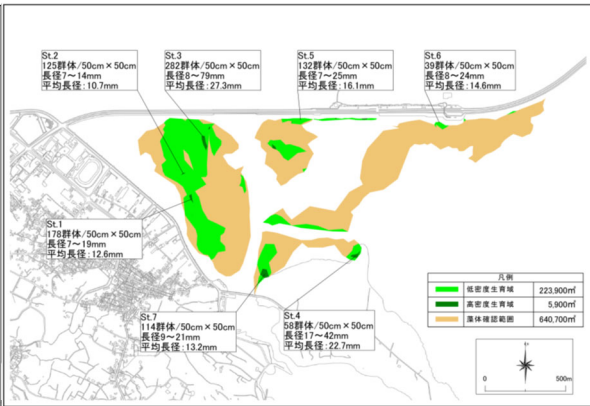 St.2
125群体/50cm×50cm
長径7～14mm
平均長径:10.7mm
St.3
282群体/50cm×50cm
長径8～79mm
平均長径:27.3mm
St.5
132群体/50cm×50cm
長径7～25mm
平均長径:16.1mm
St.6
39群体/50cm×50cm
長径8～24mm
平均長径:14.6mm
St.1
178群体/50cm×50cm
長径7～19mm
平均長径:12.6mm
St.7
114群体/50cm×50cm
長径9～21mm
平均長径:13.2mm
St.4
58群体/50cm×50cm
長径17～42mm
平均長径:22.7mm
凡例
低密度生育域 223,900㎡
高密度生育域 5,900㎡
藻体確認範囲 640,700㎡
0 500m